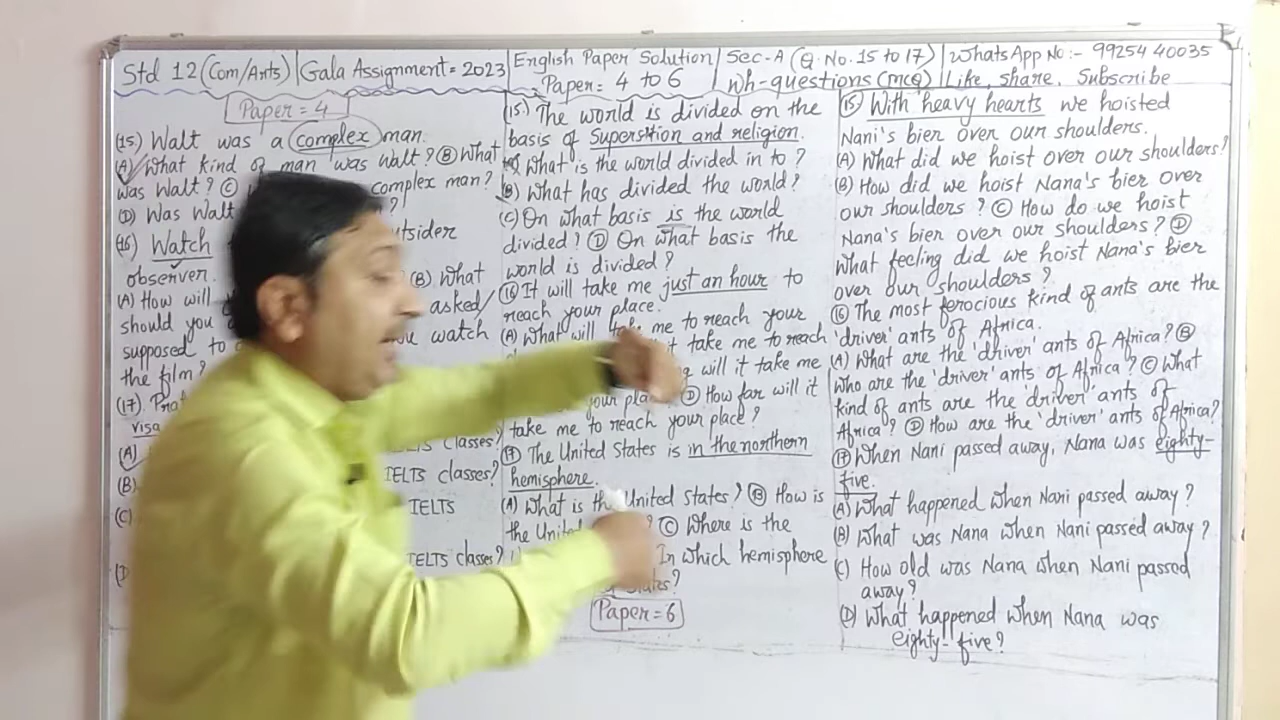 Std 12 (Com/Arts) | Gala Assignment = 2023
English Paper Solution
Paper = 4 to 6
Sec-A (Q. No. 15 to 17)
Wh-questions (MCQ)
WhatsApp No :- 99254 40035
Like, share, Subscribe
Paper = 4
(15). Walt was a complex man.
(A) What kind of man was Walt? (B) What
was Walt? (C) complex man?
(D) Was Walt ?
(16) Watch outsider
observer.
(A) How will (B) What
should you asked
supposed to watch
the film?
(17).
visa
(A) IELTS classes?
(B) IELTS classes?
(C) IELTS
IELTS classes?
(15.) The world is divided on the
basis of Superstition and religion.
(A) What is the world divided in to ?
(B) What has divided the world?
(C) On what basis is the world
divided? (D) On what basis the
world is divided?
(16) It will take me just an hour to
reach your place.
(A) What will take me to reach your
it take me to reach
will it take me
your (D) How far will it
take me to reach your place?
(17) The United States is in the northern
hemisphere.
(A) What is the United States? (B) How is
the United ? (C) Where is the
In which hemisphere
States?
Paper = 6
(15) With heavy hearts we hoisted
Nani's bier over our shoulders.
(A) What did we hoist over our shoulders?
(B) How did we hoist Nana's bier over
our shoulders ? (C) How do we hoist
Nana's bier over our shoulders? (D)
What feeling did we hoist Nana's bier
over our shoulders ?
(16) The most ferocious kind of ants are the
'driver' ants of Africa.
(A) What are the 'driver' ants of Africa? (B)
Who are the 'driver' ants of Africa? (C) What
kind of ants are the 'driver' ants of
Africa? (D) How are the 'driver' ants of Africa?
(17) When Nani passed away, Nana was eighty-
five.
(A) What happened when Nani passed away ?
(B) What was Nana when Nani passed away ?
(C) How old was Nana when Nani passed
away?
(D) What happened when Nana was
eighty-five?